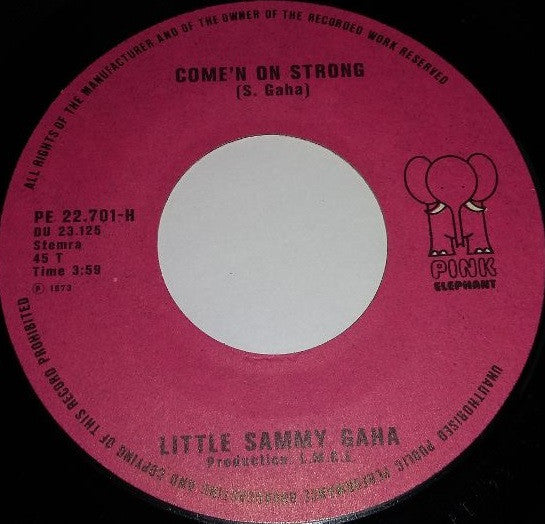 ALL RIGHTS OF THE MANUFACTURER AND OF THE OWNER OF THE RECORDED WORK RESERVED
COME'N ON STRONG
(S. Gaha)
PE 22.701-H
DU 23.125
Stemra
45 T
Time 3:59
℗ 1973
PINK
ELEPHANT
LITTLE SAMMY GAHA
Production
UNAUTHORISED PUBLIC PERFORMANCE BROADCASTING AND COPYING OF THIS RECORD PROHIBITED